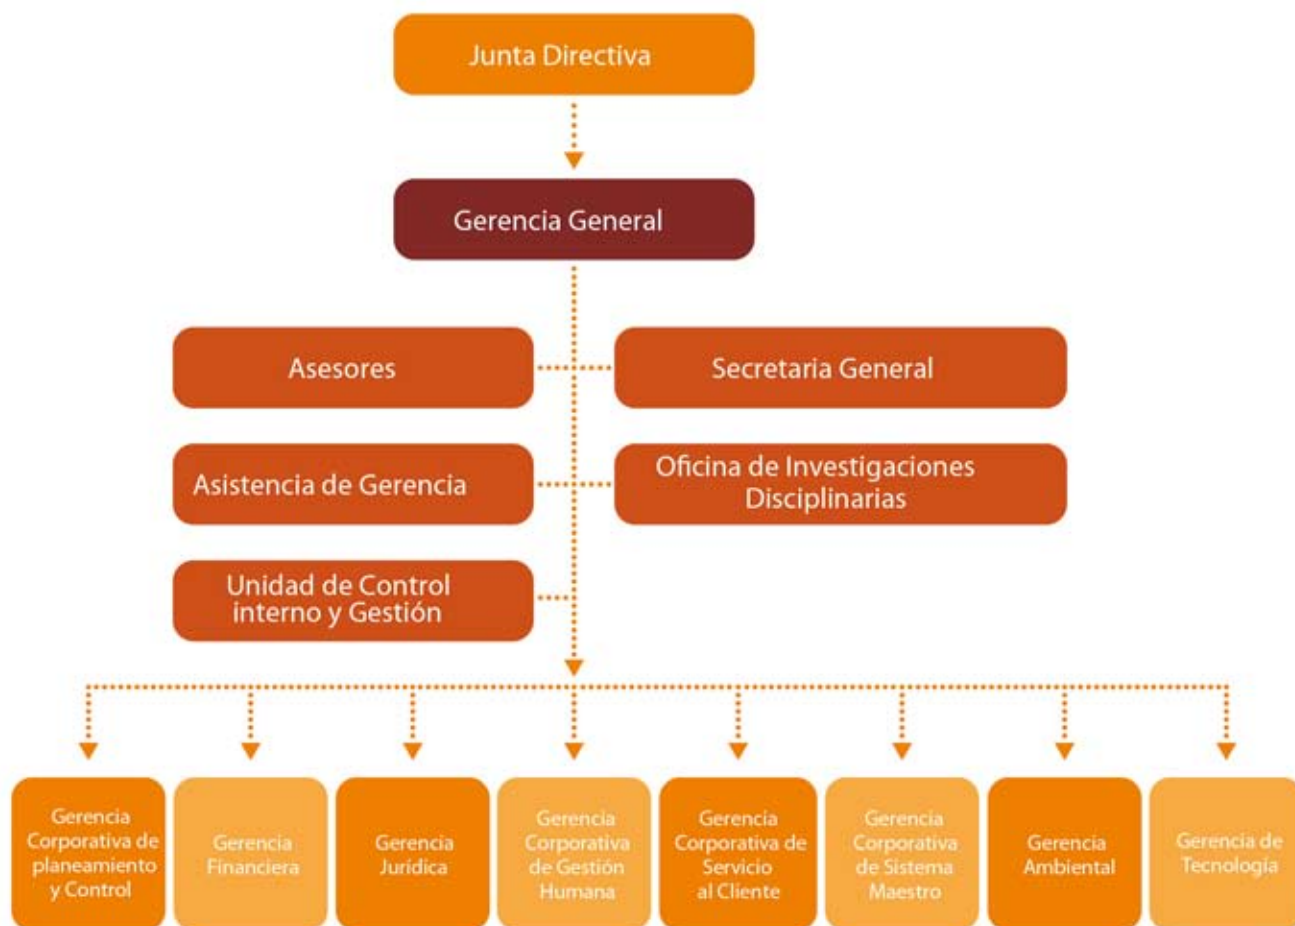 Junta Directiva
Gerencia General
Asesores
Secretaria General
Asistencia de Gerencia
Oficina de Investigaciones
Disciplinarias
Unidad de Control
interno y Gestión
Gerencia
Corporativa de
planeamiento
y Control
Gerencia
Financiera
Gerencia
Jurídica
Gerencia
Corporativa
de Gestión
Humana
Gerencia
Corporativa de
Servicio
al Cliente
Gerencia
Corporativa
de Sistema
Maestro
Gerencia
Ambiental
Gerencia de
Tecnología